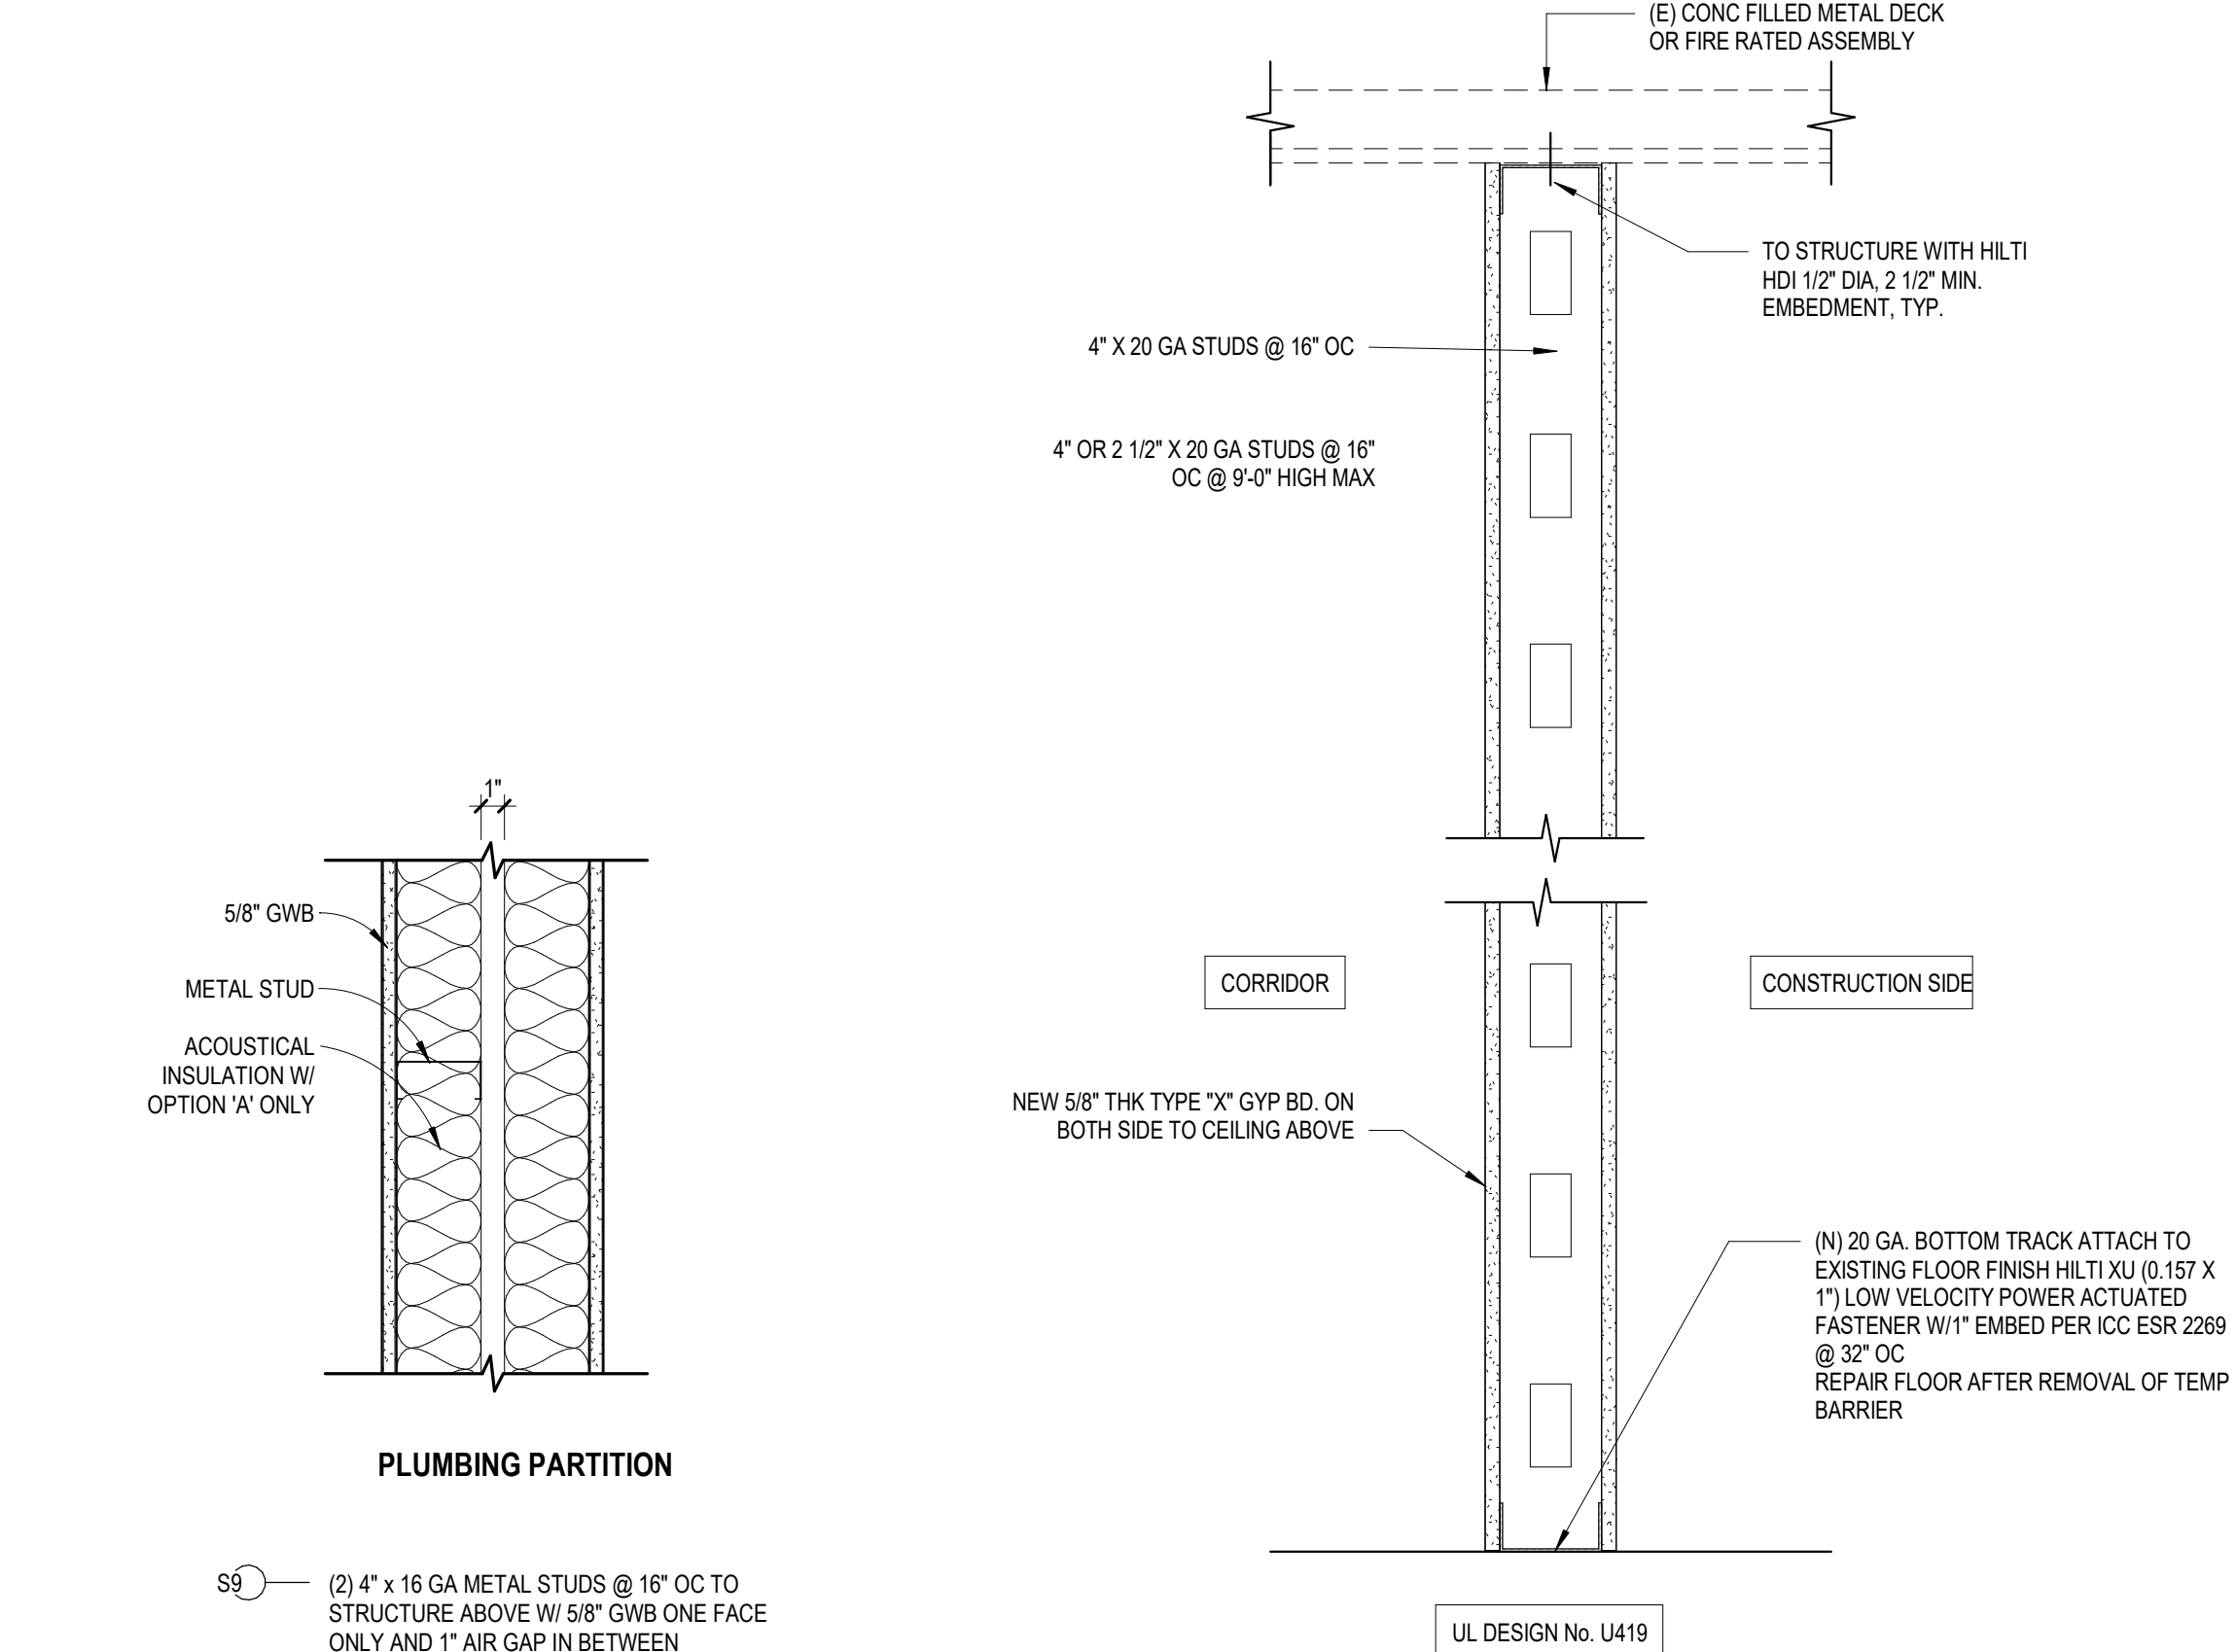 (E) CONC FILLED METAL DECK
OR FIRE RATED ASSEMBLY
TO STRUCTURE WITH HILTI
HDI 1/2" DIA, 2 1/2" MIN.
EMBEDMENT, TYP.
4" X 20 GA STUDS @ 16" OC
4" OR 2 1/2" X 20 GA STUDS @ 16"
OC @ 9'-0" HIGH MAX
1"
5/8" GWB
METAL STUD
ACOUSTICAL
INSULATION W/
OPTION 'A' ONLY
CORRIDOR
CONSTRUCTION SIDE
NEW 5/8" THK TYPE "X" GYP BD. ON
BOTH SIDE TO CEILING ABOVE
(N) 20 GA. BOTTOM TRACK ATTACH TO
EXISTING FLOOR FINISH HILTI XU (0.157 X
1") LOW VELOCITY POWER ACTUATED
FASTENER W/1" EMBED PER ICC ESR 2269
@ 32" OC
REPAIR FLOOR AFTER REMOVAL OF TEMP
BARRIER
PLUMBING PARTITION
S9
(2) 4" x 16 GA METAL STUDS @ 16" OC TO
STRUCTURE ABOVE W/ 5/8" GWB ONE FACE
ONLY AND 1" AIR GAP IN BETWEEN
UL DESIGN No. U419